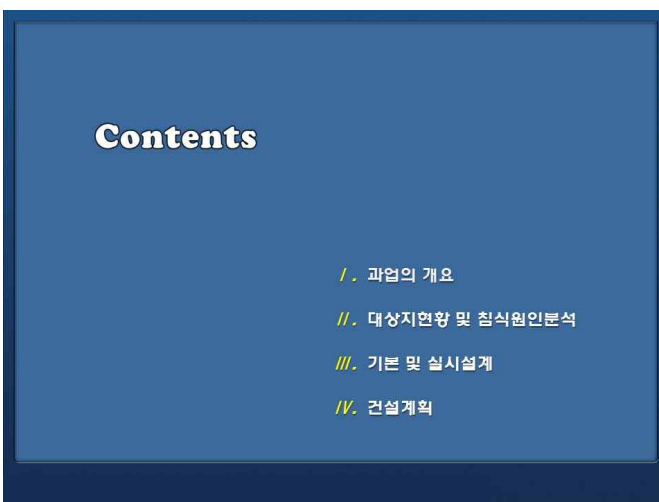 Contents
I. 과업의 개요
II. 대상지현황 및 침식원인분석
III. 기본 및 실시설계
IV. 건설계획